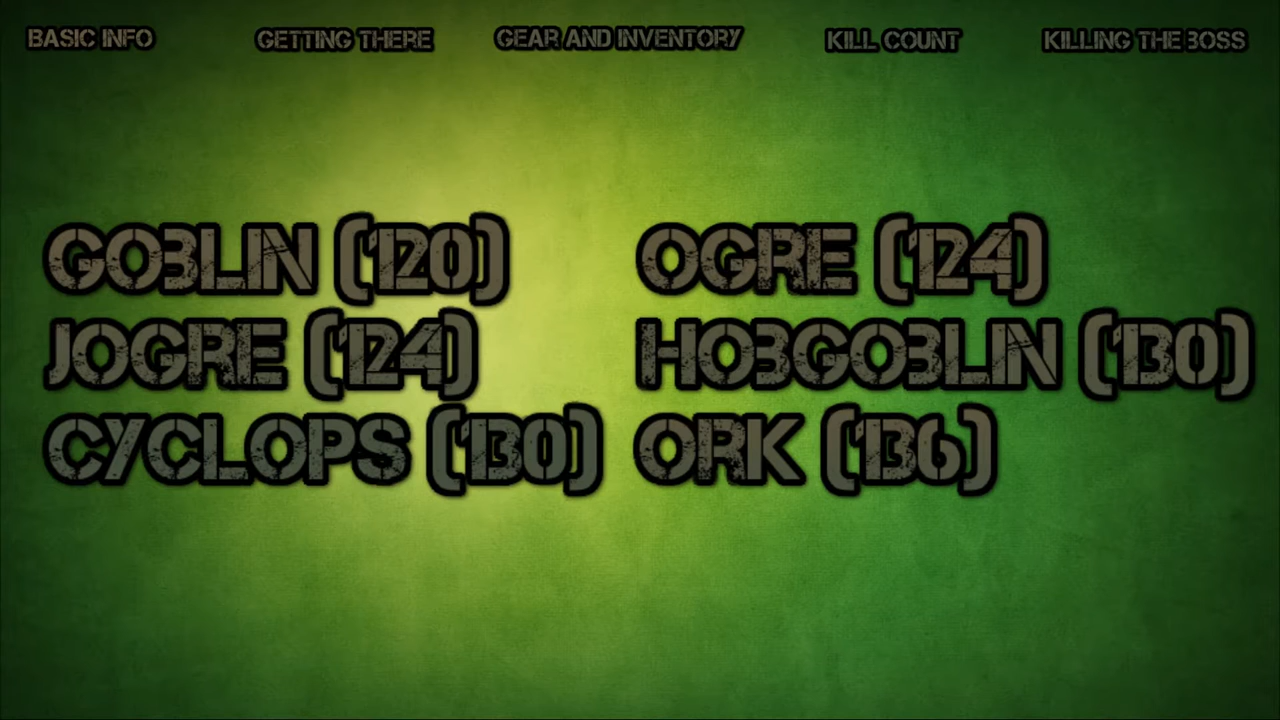 BASIC INFO GETTING THERE GEAR AND INVENTORY KILL COUNT KILLING THE BOSS
GOBLIN (120) OGRE (124)
JOGRE (124) HOBGOBLIN (130)
CYCLOPS (130) ORK (136)